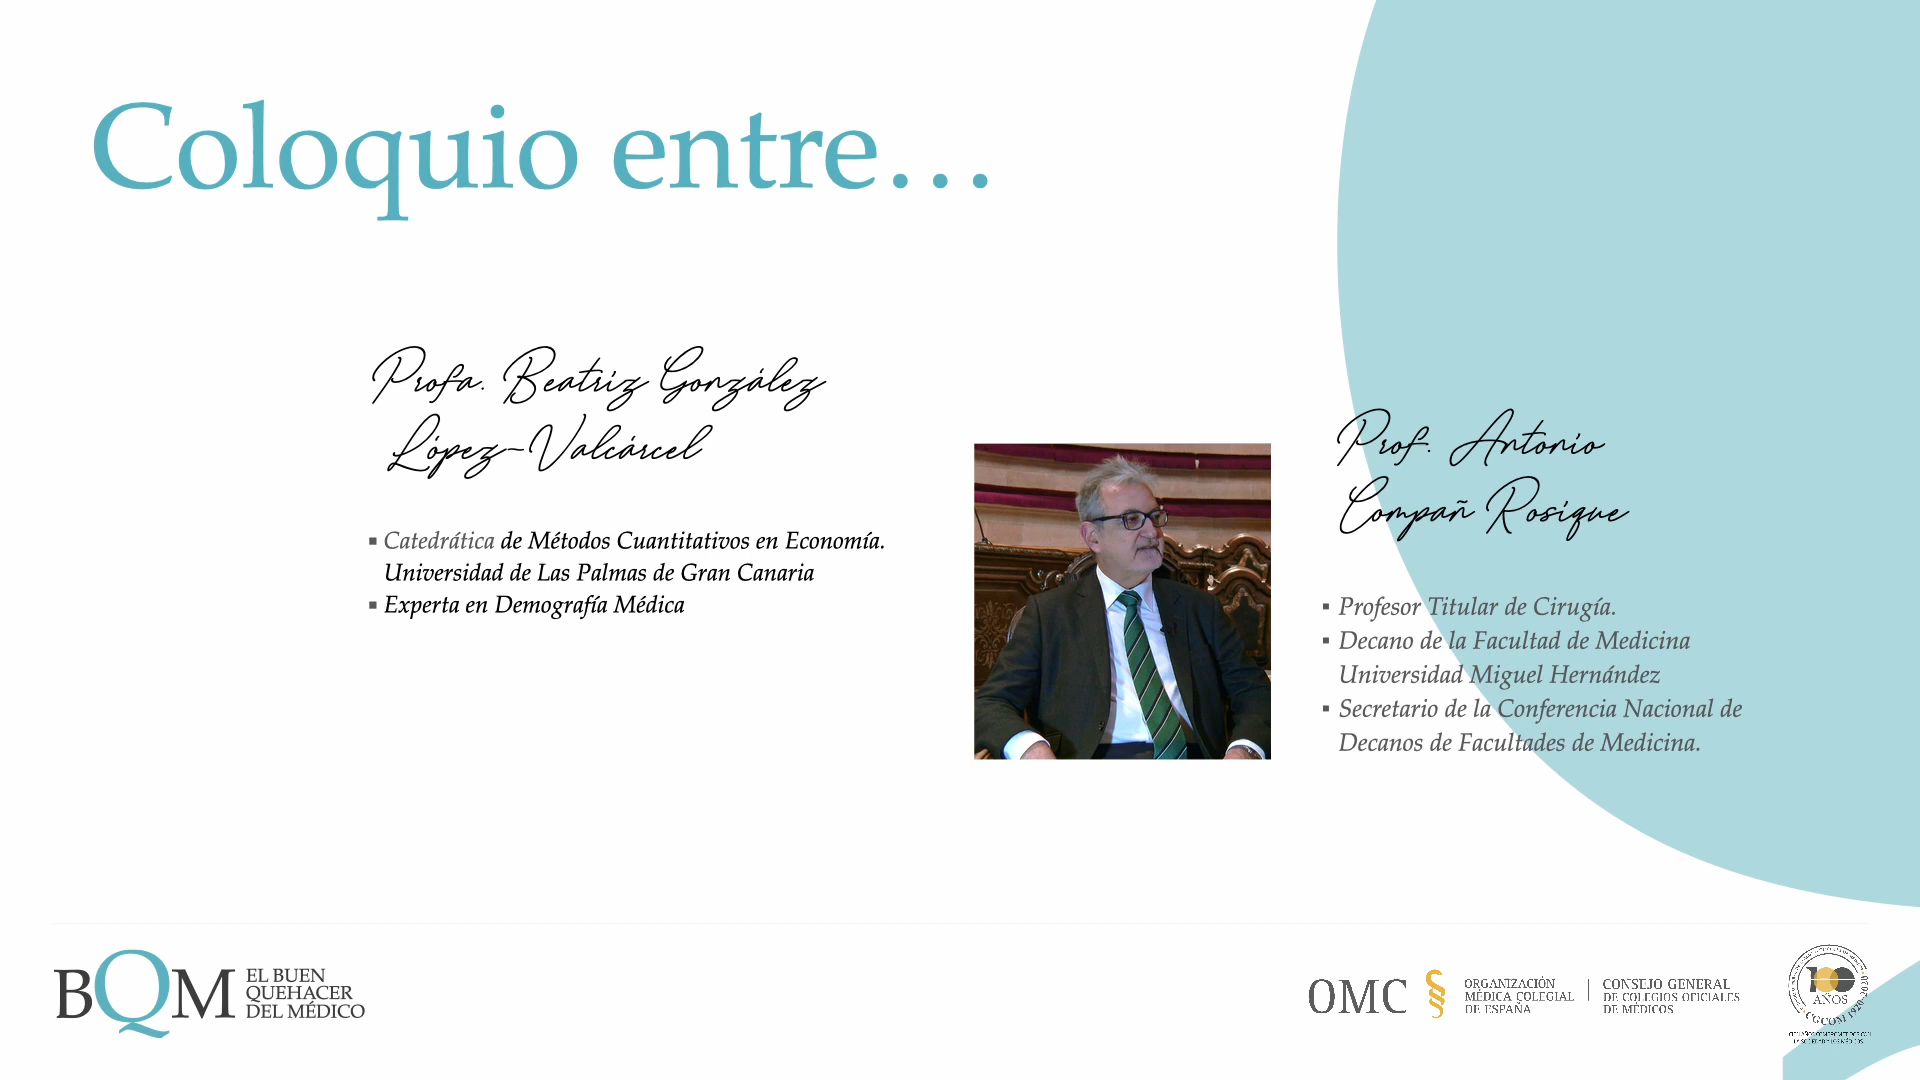 Coloquio entre...
Profa. Beatriz González
López-Valcárcel
▪ Catedrática de Métodos Cuantitativos en Economía.
Universidad de Las Palmas de Gran Canaria
▪ Experta en Demografía Médica
Prof. Antonio
Compañ Rosique
▪ Profesor Titular de Cirugía.
▪ Decano de la Facultad de Medicina
Universidad Miguel Hernández
▪ Secretario de la Conferencia Nacional de
Decanos de Facultades de Medicina.
BQM
EL BUEN
QUEHACER
DEL MÉDICO
OMC
ORGANIZACIÓN
MÉDICA COLEGIAL
DE ESPAÑA
CONSEJO GENERAL
DE COLEGIOS OFICIALES
DE MÉDICOS
100
AÑOS
CGCOM 1920-2020